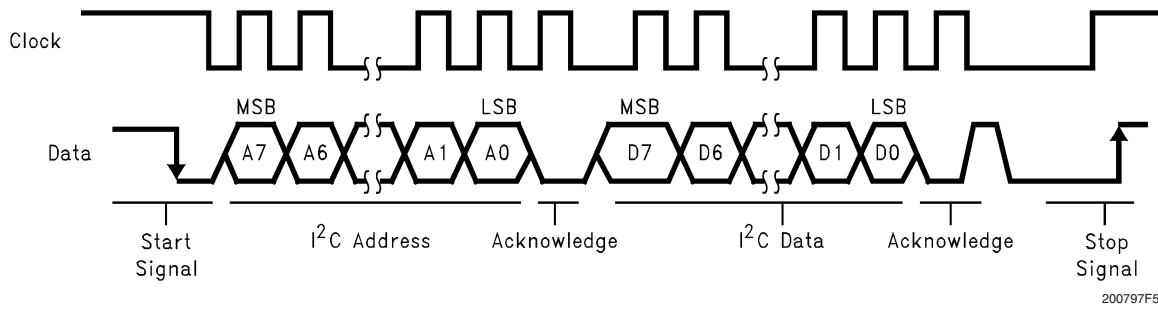 Clock
MSB LSB MSB LSB
Data A7 A6 A1 A0 D7 D6 D1 D0
Start Signal
I²C Address
Acknowledge
I²C Data
Acknowledge
Stop Signal
200797F5